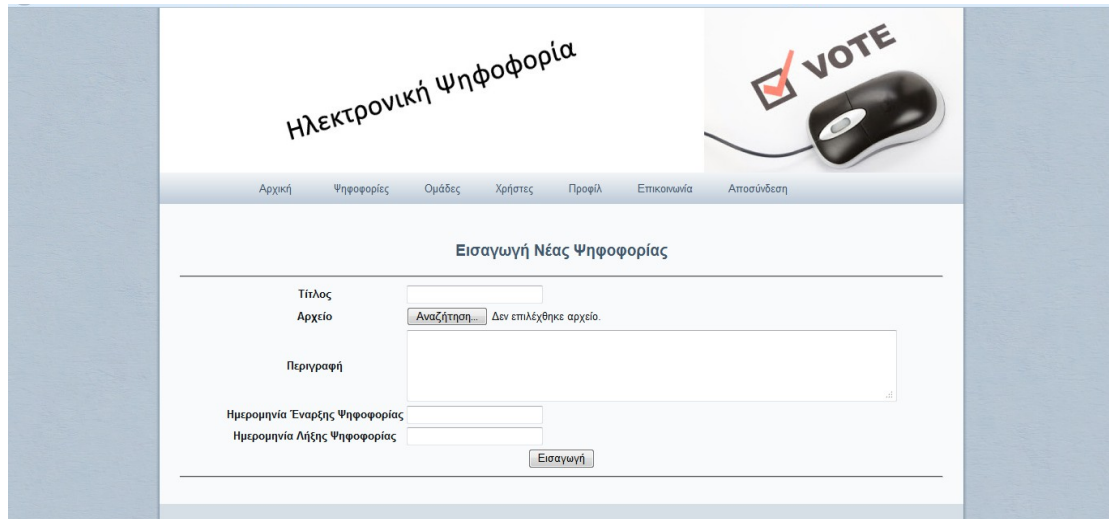 Ηλεκτρονική Ψηφοφορία
VOTE
Αρχική Ψηφοφορίες Ομάδες Χρήστες Προφίλ Επικοινωνία Αποσύνδεση
Εισαγωγή Νέας Ψηφοφορίας
Τίτλος
Αρχείο Αναζήτηση... Δεν επιλέχθηκε αρχείο.
Περιγραφή
Ημερομηνία Έναρξης Ψηφοφορίας
Ημερομηνία Λήξης Ψηφοφορίας
Εισαγωγή